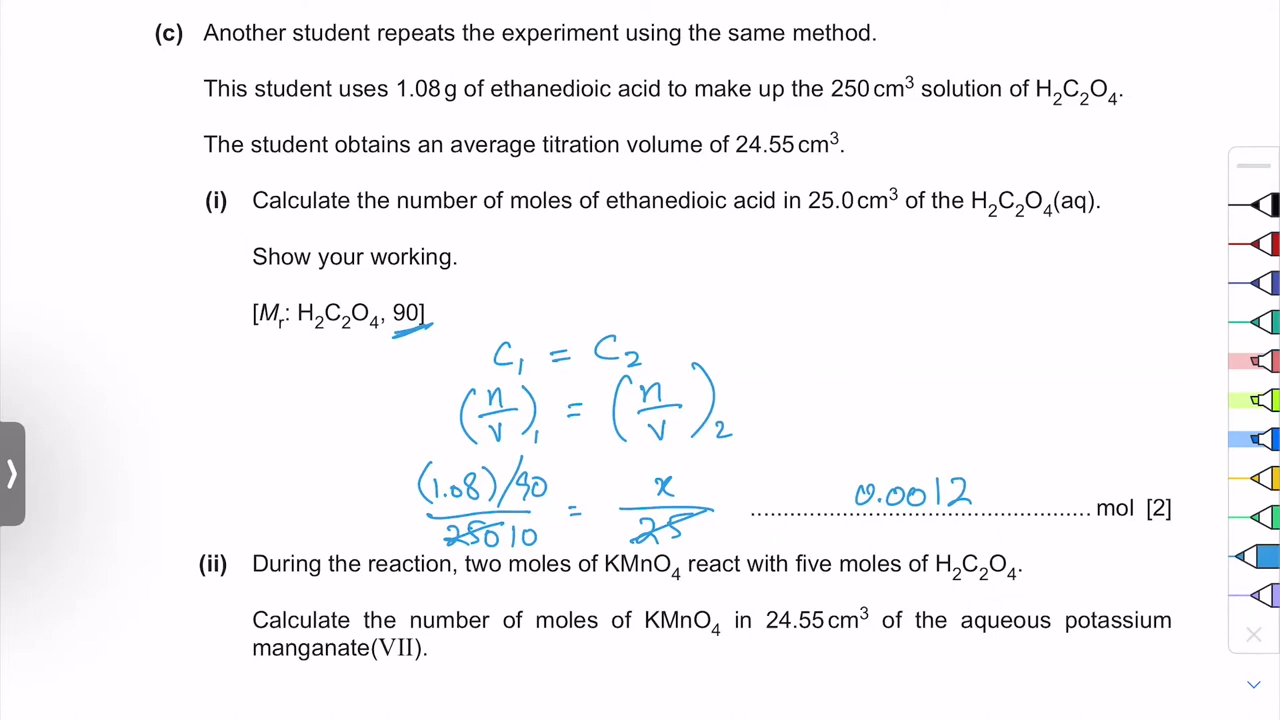 (c) Another student repeats the experiment using the same method.
This student uses 1.08 g of ethanedioic acid to make up the 250 cm³ solution of H₂C₂O₄.
The student obtains an average titration volume of 24.55 cm³.
(i) Calculate the number of moles of ethanedioic acid in 25.0 cm³ of the H₂C₂O₄(aq).
Show your working.
[Mᵣ: H₂C₂O₄, 90]
C₁ = C₂
(n/v)₁ = (n/v)₂
(1.08)/90 / 250 10 = x / 25
0.0012 mol [2]
(ii) During the reaction, two moles of KMnO₄ react with five moles of H₂C₂O₄.
Calculate the number of moles of KMnO₄ in 24.55 cm³ of the aqueous potassium
manganate(VII).